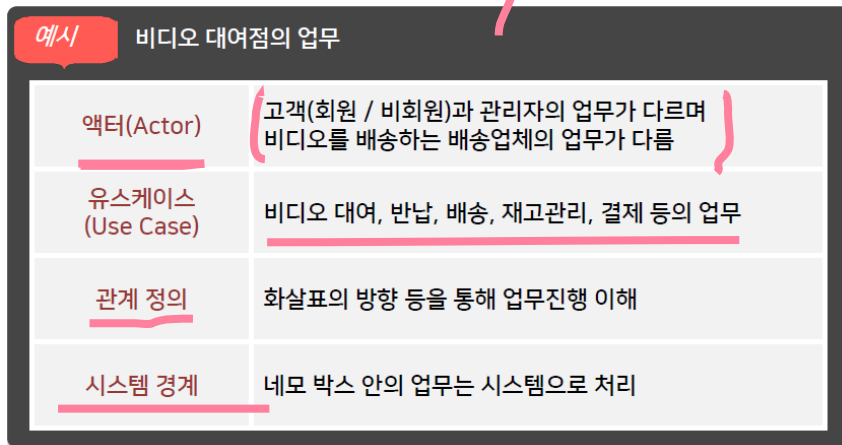 예시
비디오 대여점의 업무
액터(Actor)
고객(회원 / 비회원)과 관리자의 업무가 다르며
비디오를 배송하는 배송업체의 업무가 다름
유스케이스
(Use Case)
비디오 대여, 반납, 배송, 재고관리, 결제 등의 업무
관계 정의
화살표의 방향 등을 통해 업무진행 이해
시스템 경계
네모 박스 안의 업무는 시스템으로 처리